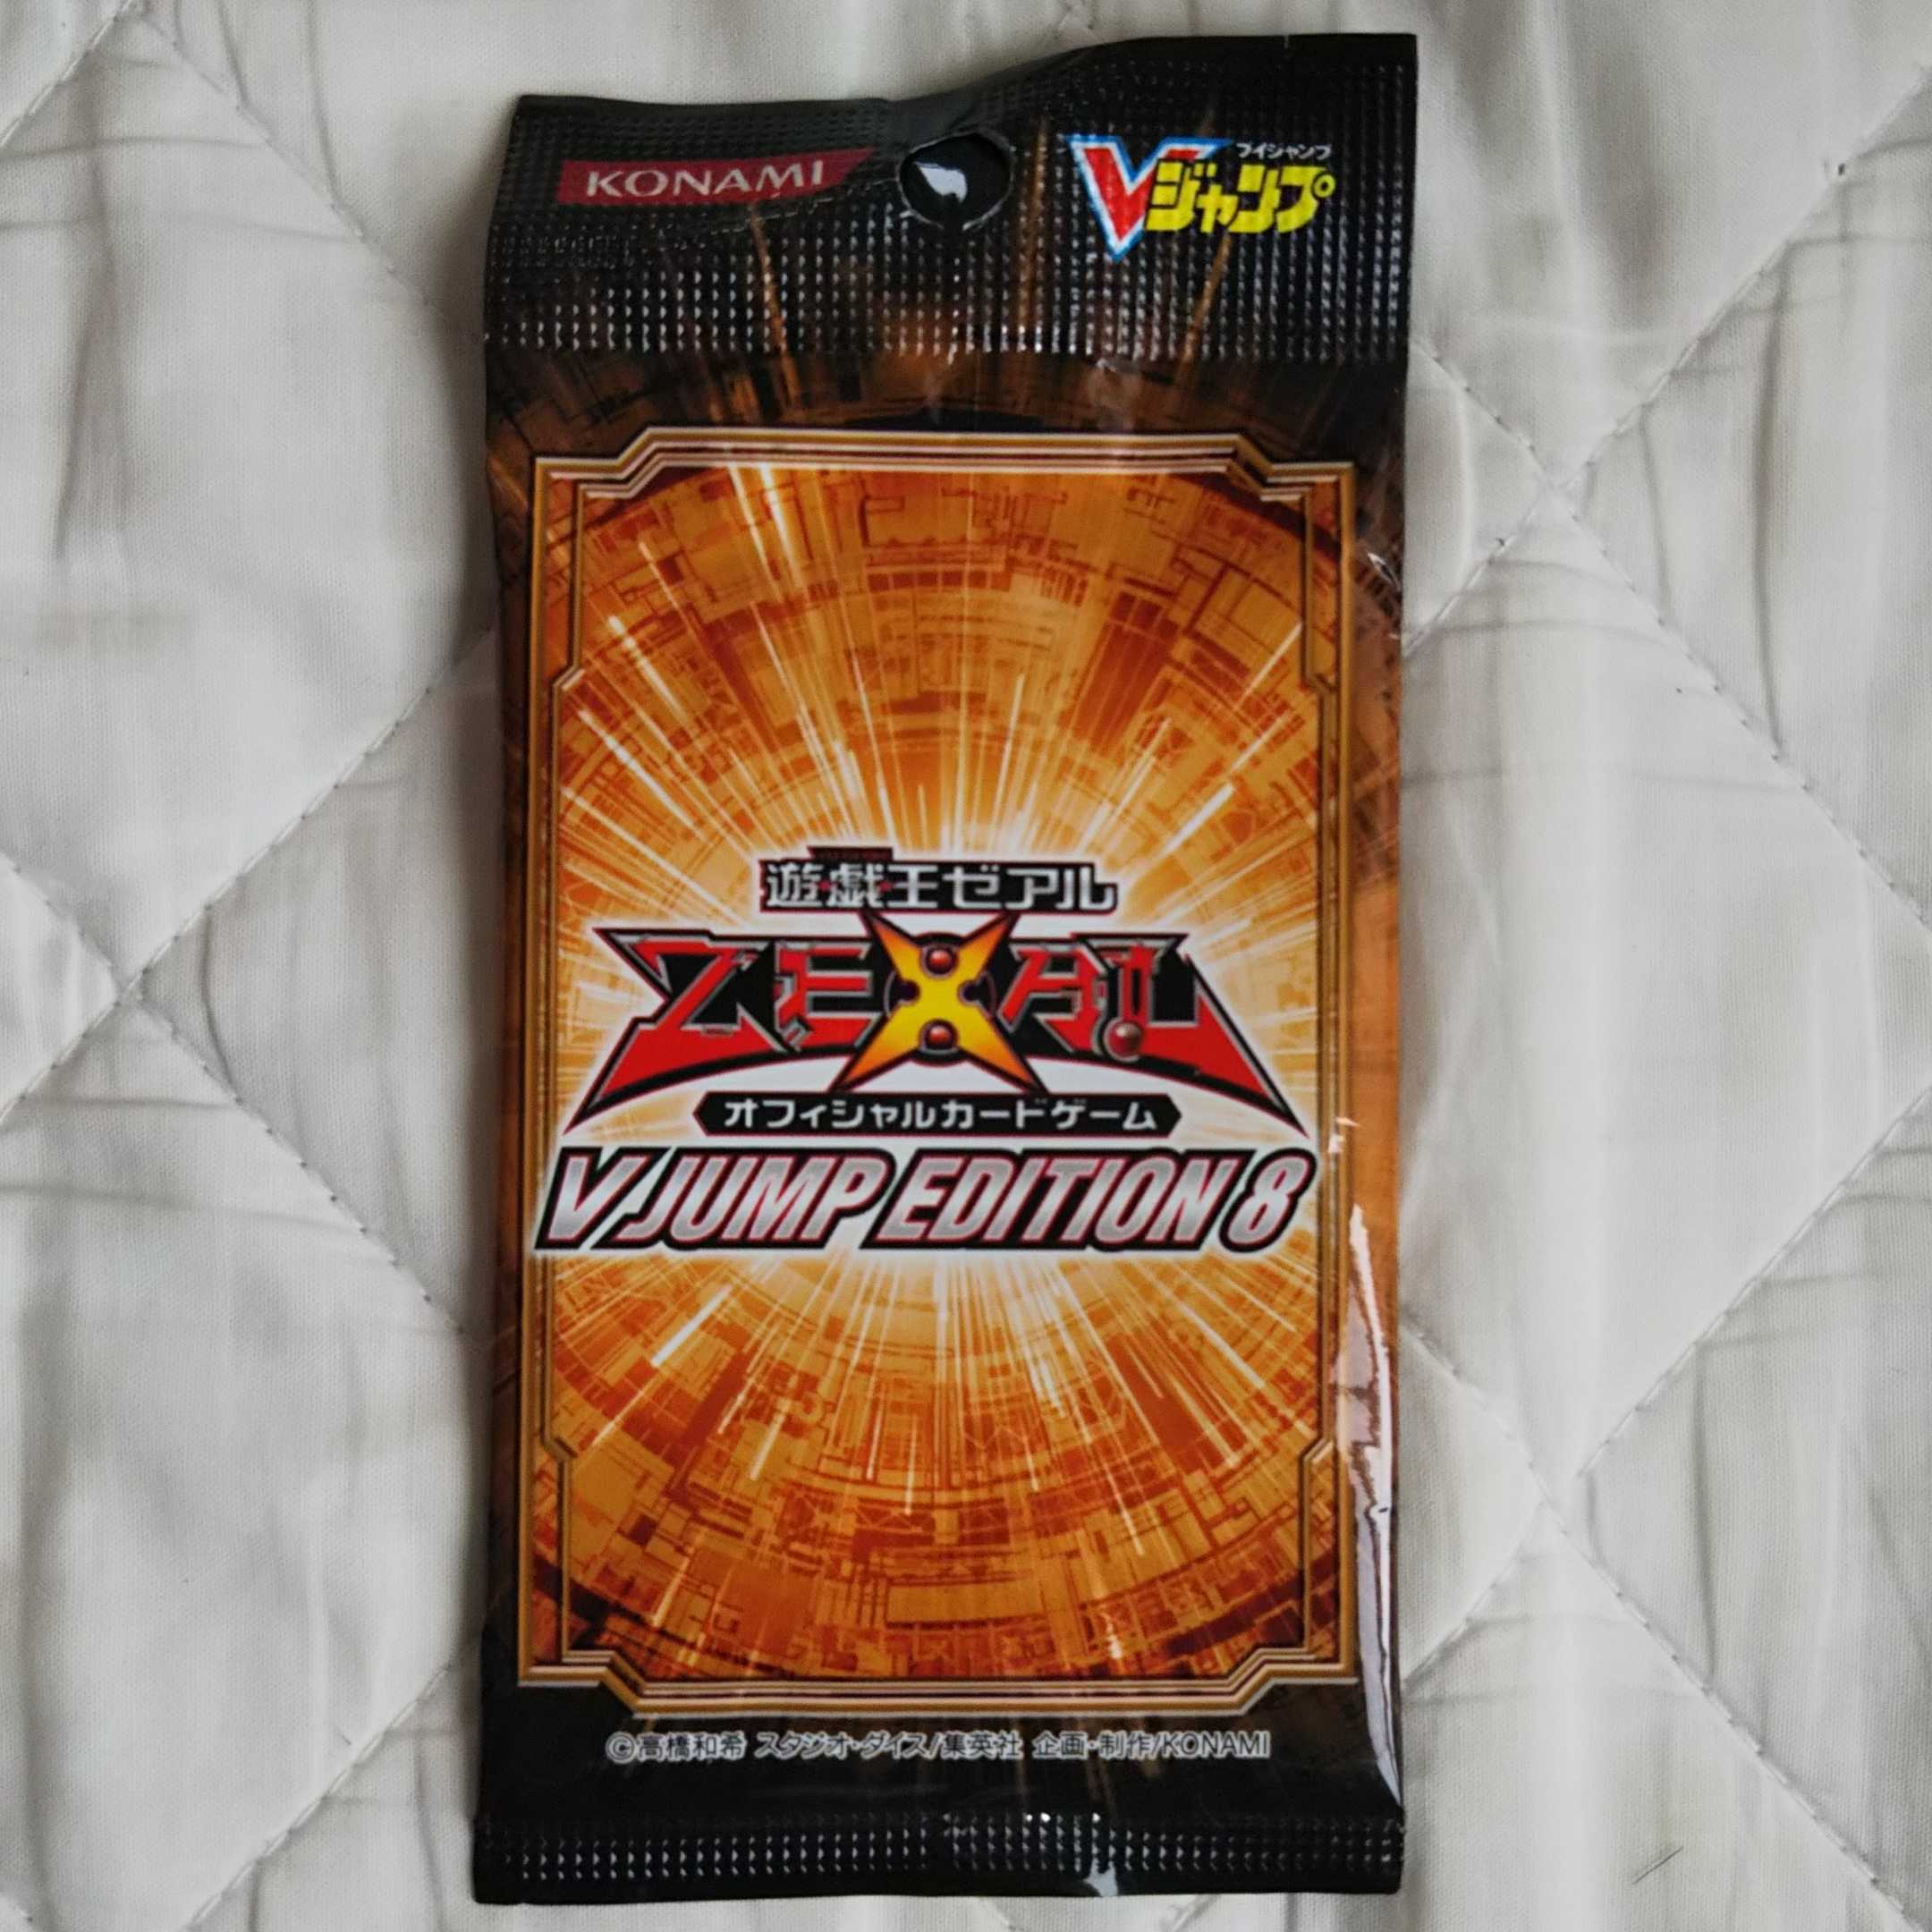 KONAMI
ブイジャンプ
Vジャンプ
遊☆戯☆王ゼアル
ZEXAL
オフィシャルカードゲーム
V JUMP EDITION 8
©高橋和希 スタジオ・ダイス/集英社 企画・制作/KONAMI